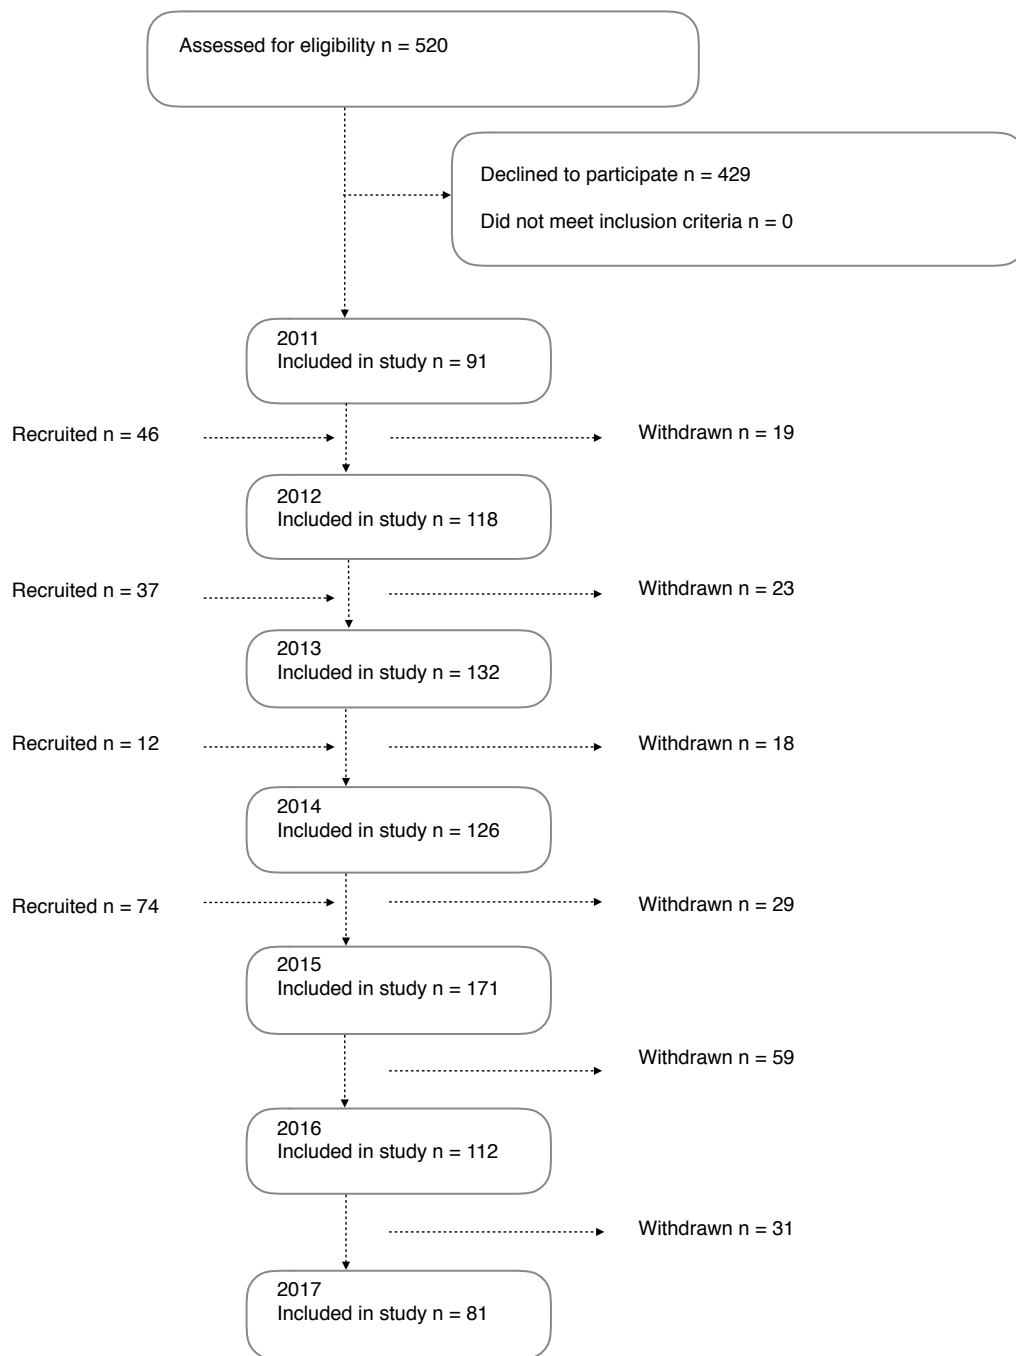 Assessed for eligibility n = 520
Declined to participate n = 429
Did not meet inclusion criteria n = 0
2011
Included in study n = 91
Recruited n = 46
Withdrawn n = 19
2012
Included in study n = 118
Recruited n = 37
Withdrawn n = 23
2013
Included in study n = 132
Recruited n = 12
Withdrawn n = 18
2014
Included in study n = 126
Recruited n = 74
Withdrawn n = 29
2015
Included in study n = 171
Withdrawn n = 59
2016
Included in study n = 112
Withdrawn n = 31
2017
Included in study n = 81